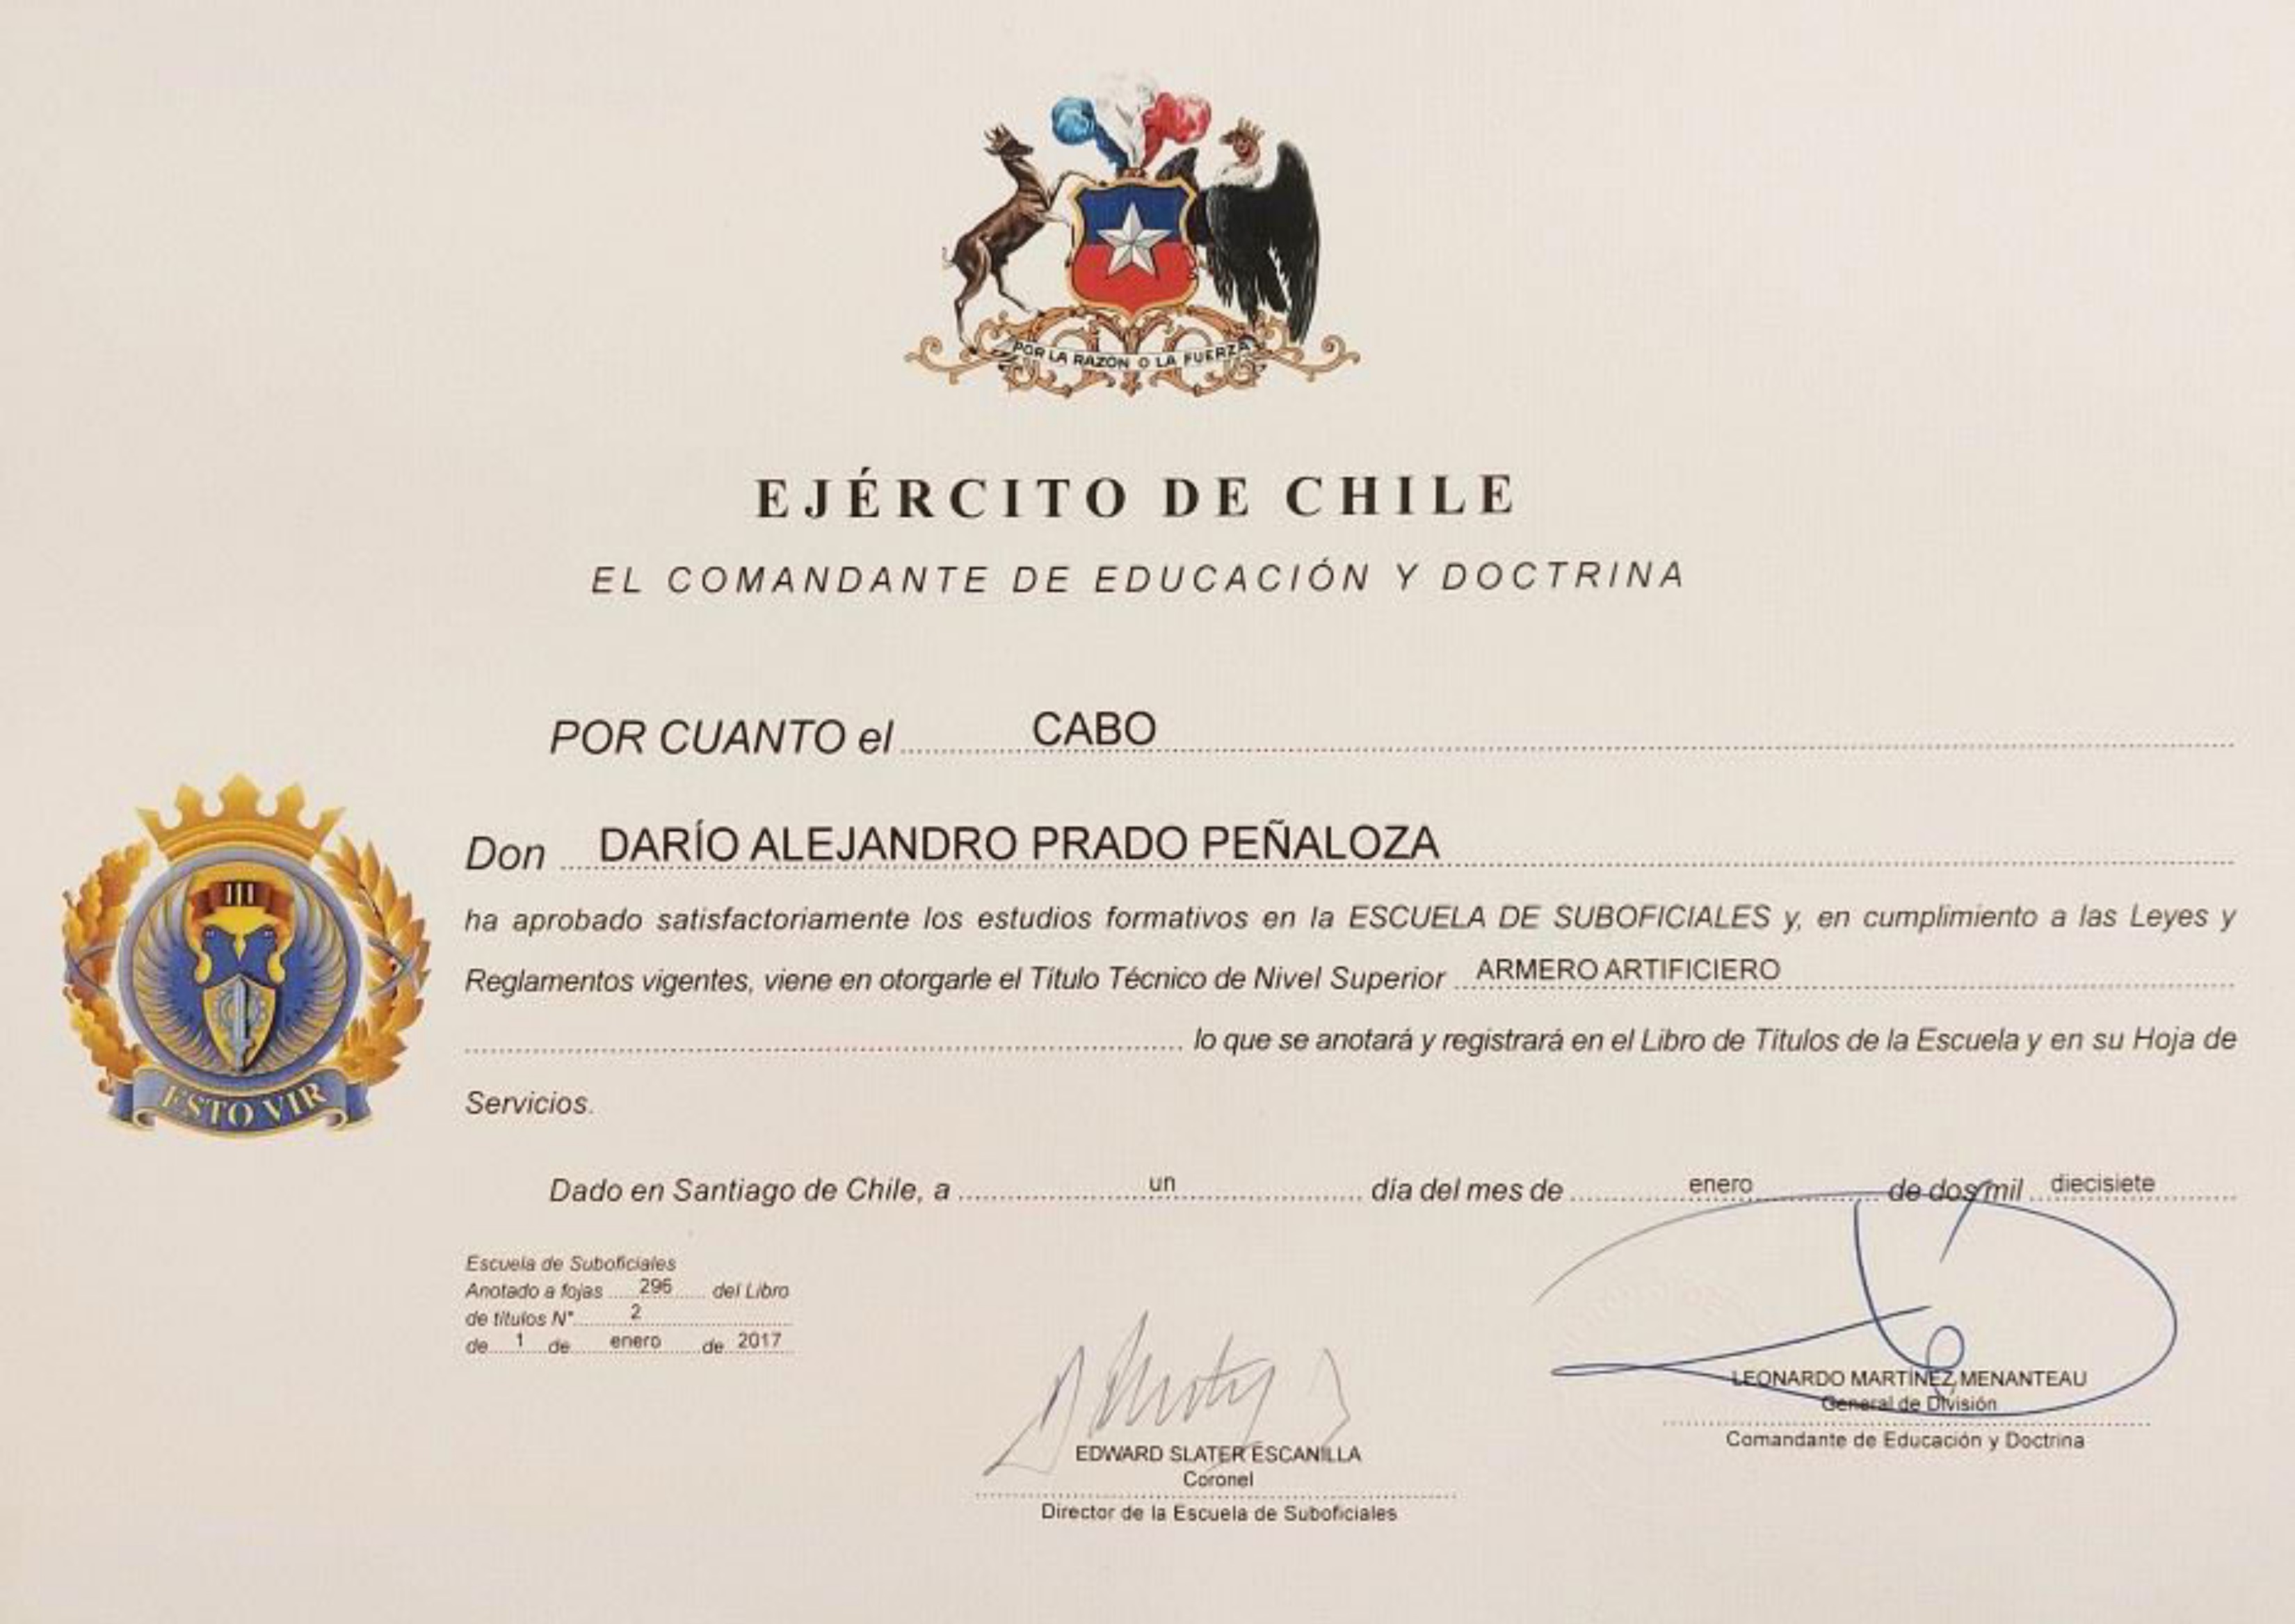 POR LA RAZÓN O LA FUERZA
EJÉRCITO DE CHILE
EL COMANDANTE DE EDUCACIÓN Y DOCTRINA
POR CUANTO el CABO
Don DARÍO ALEJANDRO PRADO PEÑALOZA
ha aprobado satisfactoriamente los estudios formativos en la ESCUELA DE SUBOFICIALES y, en cumplimiento a las Leyes y
Reglamentos vigentes, viene en otorgarle el Título Técnico de Nivel Superior ARMERO ARTIFICIERO
lo que se anotará y registrará en el Libro de Títulos de la Escuela y en su Hoja de
Servicios.
III
ESTO VIR
Dado en Santiago de Chile, a un día del mes de enero de dos mil diecisiete
Escuela de Suboficiales
Anotado a fojas 296 del Libro
de títulos N° 2
de 1 de enero de 2017
EDWARD SLATER ESCANILLA
Coronel
Director de la Escuela de Suboficiales
LEONARDO MARTÍNEZ MENANTEAU
General de División
Comandante de Educación y Doctrina